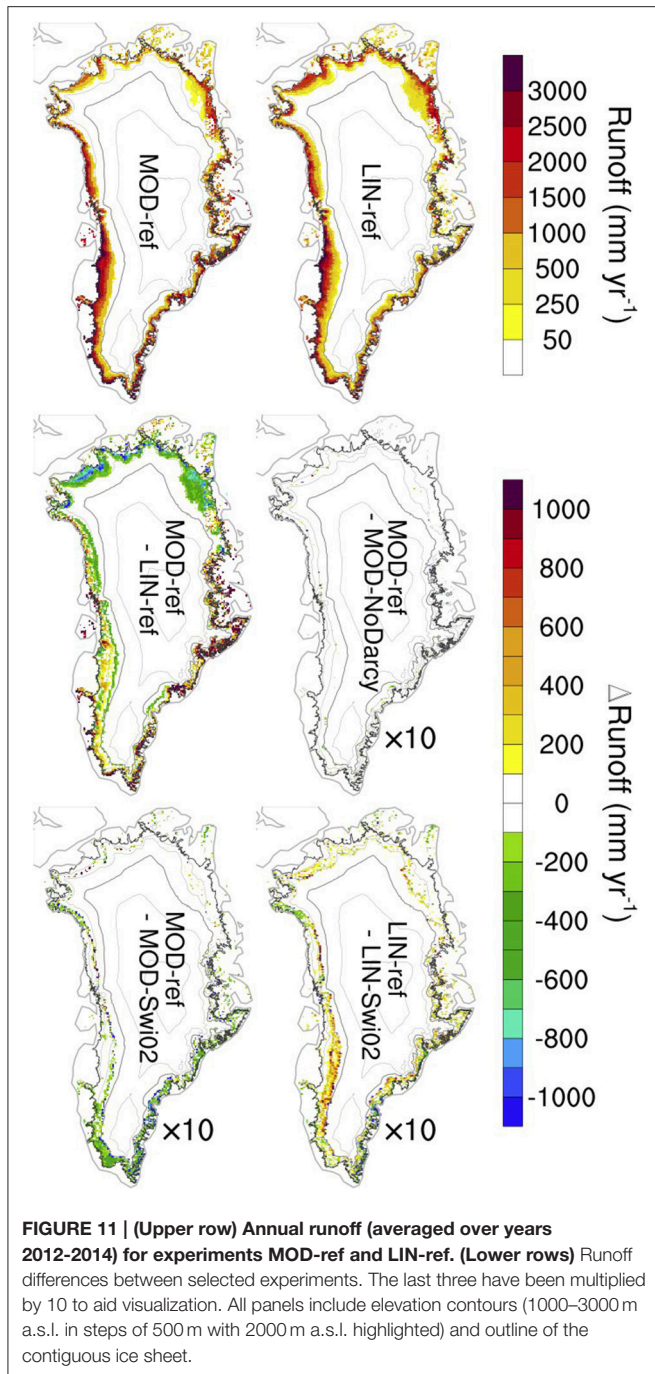 MOD-ref
LIN-ref
Runoff (mm yr-1)
3000
2500
2000
1500
1000
500
250
50
MOD-ref
- LIN-ref
MOD-ref
- MOD-NoDarcy
×10
ΔRunoff (mm yr-1)
1000
800
600
400
200
0
-200
-400
-600
-800
-1000
MOD-ref
- MOD-Swi02
×10
LIN-ref
- LIN-Swi02
×10
FIGURE 11 | (Upper row) Annual runoff (averaged over years
2012-2014) for experiments MOD-ref and LIN-ref. (Lower rows) Runoff
differences between selected experiments. The last three have been multiplied
by 10 to aid visualization. All panels include elevation contours (1000–3000 m
a.s.l. in steps of 500 m with 2000 m a.s.l. highlighted) and outline of the
contiguous ice sheet.